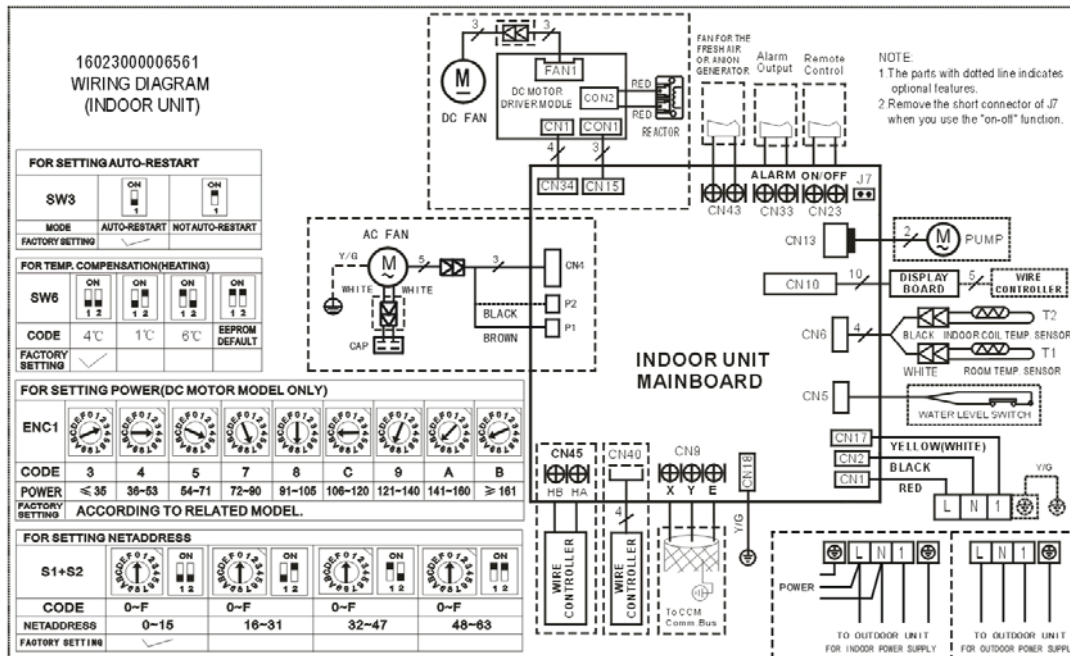 16023000006561
WIRING DIAGRAM
(INDOOR UNIT)
FOR SETTING AUTO-RESTART
SW3
ON
1
ON
1
MODE AUTO-RESTART NOT AUTO-RESTART
FACTORY SETTING
FOR TEMP. COMPENSATION(HEATING)
SW6
ON
1 2
ON
1 2
ON
1 2
ON
1 2
CODE 4℃ 1℃ 6℃ EEPROM
DEFAULT
FACTORY
SETTING
FOR SETTING POWER(DC MOTOR MODEL ONLY)
ENC1
CODE 3 4 5 7 8 C 9 A B
POWER ≤ 35 36~53 54~71 72~90 91~105 106~120 121~140 141~160 ≥ 161
FACTORY
SETTING ACCORDING TO RELATED MODEL.
FOR SETTING NETADDRESS
S1+S2
ON
1 2
ON
1 2
ON
1 2
ON
1 2
CODE 0~F 0~F 0~F 0~F
NETADDRESS 0~15 16~31 32~47 48~63
FACTORY SETTING
3 3
M
DC FAN
FAN1
DC MOTOR
DRIVER MODLE
CON2
RED
RED
REACTOR
CN1 CON1
4 3
CN34 CN15
FAN FOR THE
FRESH AIR
OR ANION
GENERATOR
Alarm
Output
Remote
Control
ALARM ON/OFF
J7
CN43 CN33 CN23
NOTE:
1.The parts with dotted line indicates
optional features.
2.Remove the short connector of J7
when you use the "on-off" function.
AC FAN
Y/G
M
~
5 3
CN4
WHITE WHITE
P2
BLACK
P1
BROWN
CAP
INDOOR UNIT
MAINBOARD
CN13
2
M
~
PUMP
CN10
10
DISPLAY
BOARD
5
WIRE
CONTROLLER
CN6
4
T2
BLACK INDOOR COIL TEMP. SENSOR
T1
WHITE ROOM TEMP. SENSOR
CN5
WATER LEVEL SWITCH
CN17
YELLOW(WHITE)
CN2
BLACK
CN1
RED
L N 1
Y/G
CN45
HB HA
WIRE
CONTROLLER
CN40
4
WIRE
CONTROLLER
CN9
X Y E
To CCM
Comm.Bus
CN18
Y/G
L N 1
POWER
TO OUTDOOR UNIT
FOR INDOOR POWER SUPPLY
L N 1
TO OUTDOOR UNIT
FOR OUTDOOR POWER SUPPL